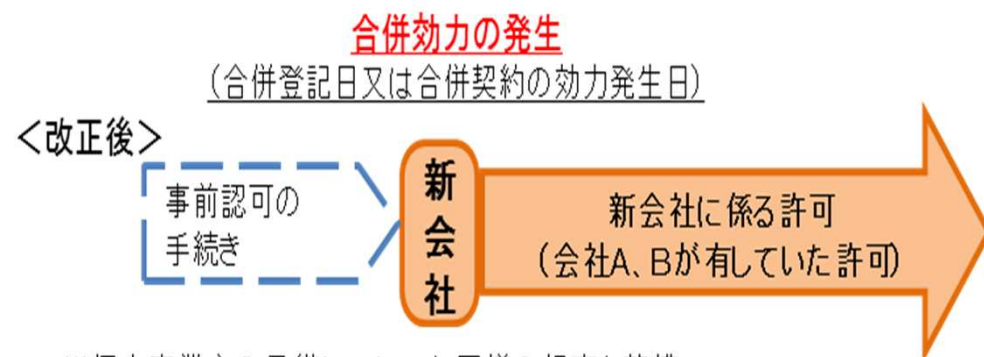 合併効力の発生
(合併登記日又は合併契約の効力発生日)
<改正後>
事前認可の
手続き
新会社
新会社に係る許可
(会社A、Bが有していた許可)